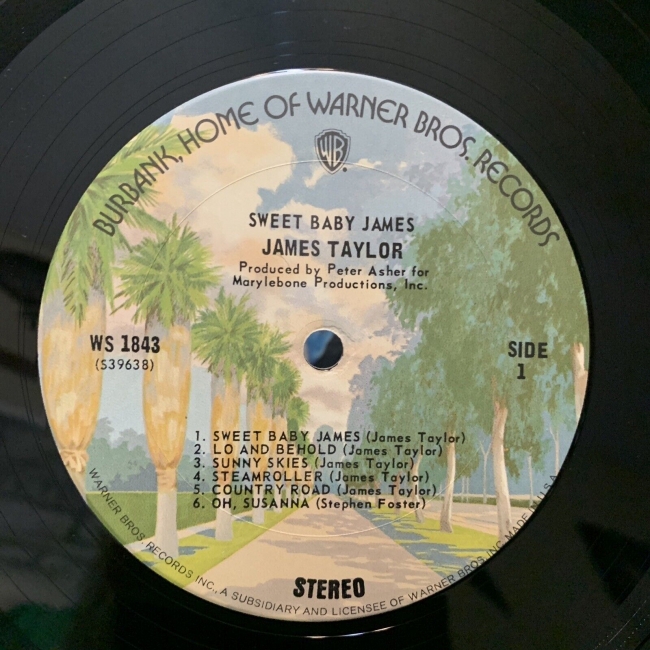 BURBANK, HOME OF WARNER BROS. RECORDS
WB
SWEET BABY JAMES
JAMES TAYLOR
Produced by Peter Asher for
Marylebone Productions, Inc.
WS 1843
(S39638)
SIDE
1
1. SWEET BABY JAMES (James Taylor)
2. LO AND BEHOLD (James Taylor)
3. SUNNY SKIES (James Taylor)
4. STEAMROLLER (James Taylor)
5. COUNTRY ROAD (James Taylor)
6. OH, SUSANNA (Stephen Foster)
STEREO
WARNER BROS. RECORDS INC., A SUBSIDIARY AND LICENSEE OF WARNER BROS. INC. MADE IN U.S.A.